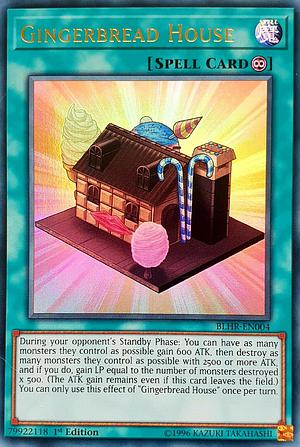 GINGERBREAD HOUSE
魔
[SPELL CARD]
BLHR-EN004
During your opponent's Standby Phase: You can have as many
monsters they control as possible gain 600 ATK, then destroy as
many monsters they control as possible with 2500 or more ATK,
and if you do, gain LP equal to the number of monsters destroyed
x 500. (The ATK gain remains even if this card leaves the field.)
You can only use this effect of "Gingerbread House" once per turn.
79922118 1st Edition
©1996 KAZUKI TAKAHASHI